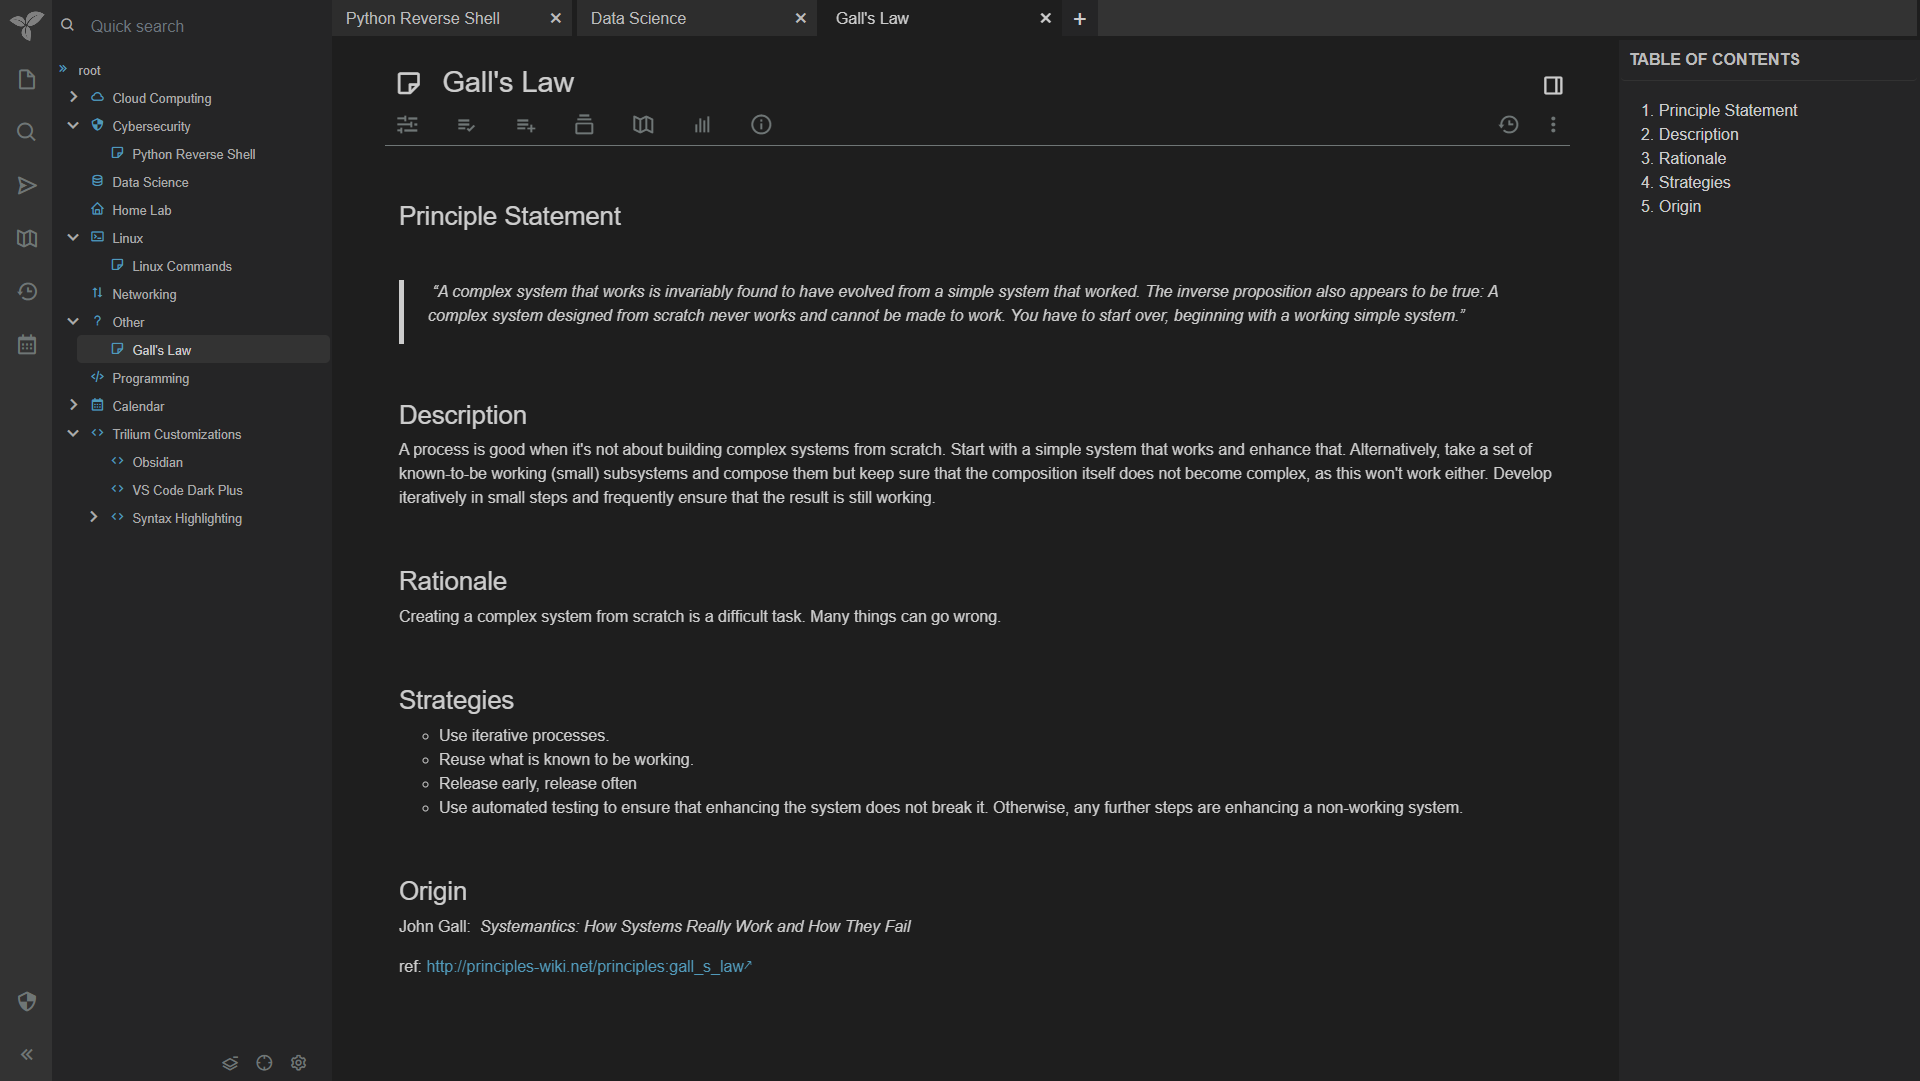 Python Reverse Shell
Data Science
Gall's Law
Quick search
root
Cloud Computing
Cybersecurity
Python Reverse Shell
Data Science
Home Lab
Linux
Linux Commands
Networking
Other
Gall's Law
Programming
Calendar
Trilium Customizations
Obsidian
VS Code Dark Plus
Syntax Highlighting
Gall's Law
Principle Statement
“A complex system that works is invariably found to have evolved from a simple system that worked. The inverse proposition also appears to be true: A
complex system designed from scratch never works and cannot be made to work. You have to start over, beginning with a working simple system.”
Description
A process is good when it's not about building complex systems from scratch. Start with a simple system that works and enhance that. Alternatively, take a set of
known-to-be working (small) subsystems and compose them but keep sure that the composition itself does not become complex, as this won't work either. Develop
iteratively in small steps and frequently ensure that the result is still working.
Rationale
Creating a complex system from scratch is a difficult task. Many things can go wrong.
Strategies
Use iterative processes.
Reuse what is known to be working.
Release early, release often
Use automated testing to ensure that enhancing the system does not break it. Otherwise, any further steps are enhancing a non-working system.
Origin
John Gall: Systemantics: How Systems Really Work and How They Fail
ref: http://principles-wiki.net/principles:gall_s_law
TABLE OF CONTENTS
1. Principle Statement
2. Description
3. Rationale
4. Strategies
5. Origin